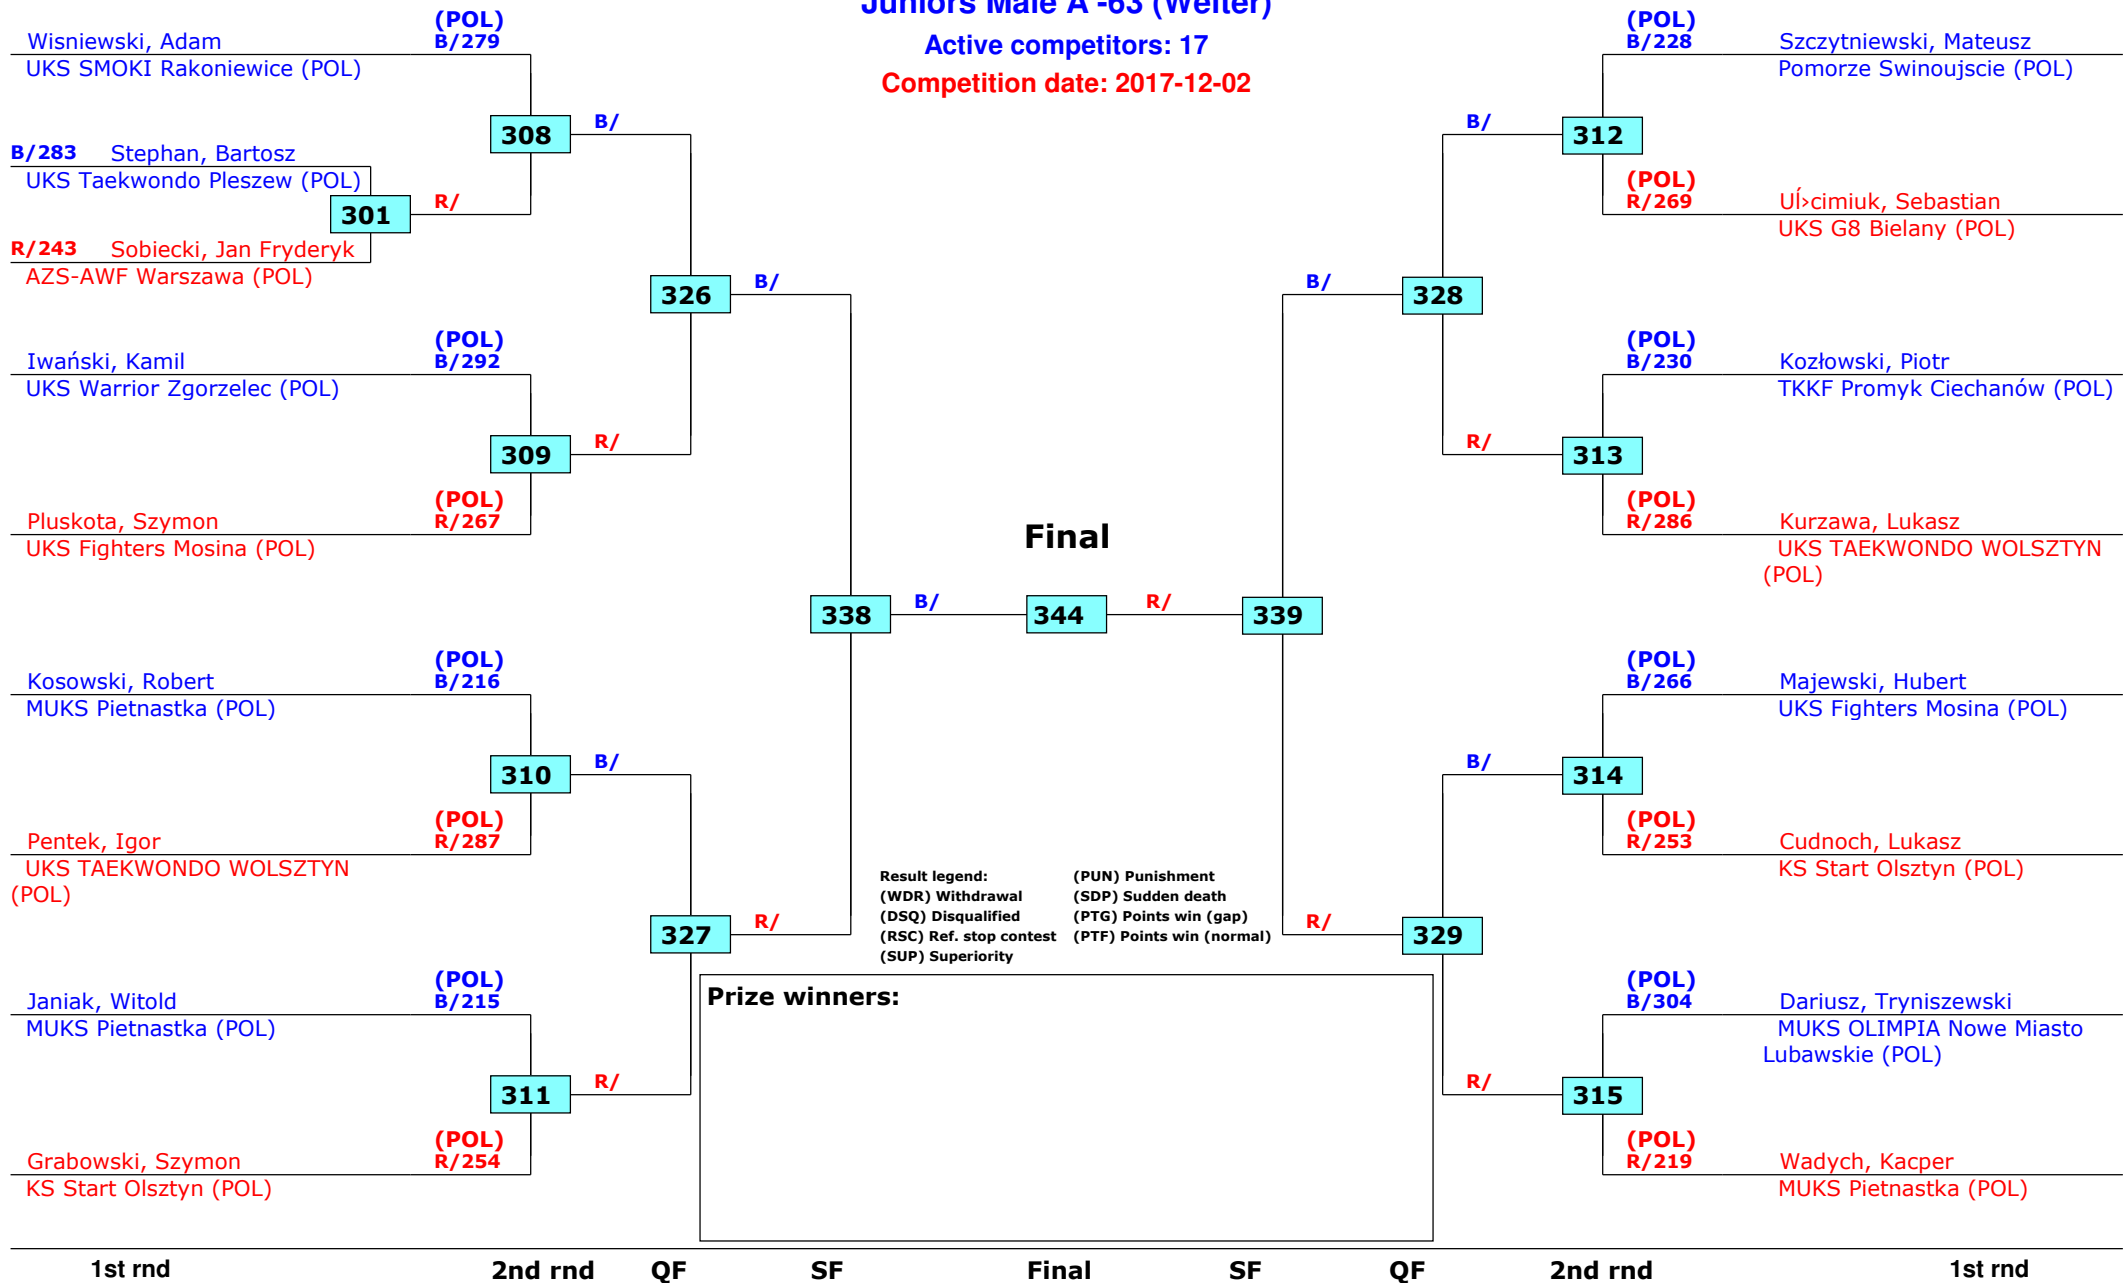 Juniors Male A -63 (Welter)
Active competitors: 17
Competition date: 2017-12-02
(POL)
Wisniewski, Adam B/279
UKS SMOKI Rakoniewice (POL)
308
B/
B/283 Stephan, Bartosz
UKS Taekwondo Pleszew (POL)
301
R/
R/243 Sobiecki, Jan Fryderyk
AZS-AWF Warszawa (POL)
326
B/
(POL)
Iwański, Kamil B/292
UKS Warrior Zgorzelec (POL)
309
R/
(POL)
Pluskota, Szymon R/267
UKS Fighters Mosina (POL)
338
B/
(POL)
Kosowski, Robert B/216
MUKS Pietnastka (POL)
310
B/
(POL)
Pentek, Igor R/287
UKS TAEKWONDO WOLSZTYN
(POL)
327
R/
(POL)
Janiak, Witold B/215
MUKS Pietnastka (POL)
311
R/
(POL)
Grabowski, Szymon R/254
KS Start Olsztyn (POL)
Final
344
R/
339
(POL)
B/228 Szczytniewski, Mateusz
Pomorze Swinoujscie (POL)
B/
312
(POL)
R/269 UĹ›cimiuk, Sebastian
UKS G8 Bielany (POL)
B/
328
(POL)
B/230 Kozłowski, Piotr
TKKF Promyk Ciechanów (POL)
R/
313
(POL)
R/286 Kurzawa, Lukasz
UKS TAEKWONDO WOLSZTYN
(POL)
(POL)
B/266 Majewski, Hubert
UKS Fighters Mosina (POL)
B/
314
(POL)
R/253 Cudnoch, Lukasz
KS Start Olsztyn (POL)
R/
329
(POL)
B/304 Dariusz, Tryniszewski
MUKS OLIMPIA Nowe Miasto
Lubawskie (POL)
R/
315
(POL)
R/219 Wadych, Kacper
MUKS Pietnastka (POL)
Result legend: (PUN) Punishment
(WDR) Withdrawal (SDP) Sudden death
(DSQ) Disqualified (PTG) Points win (gap)
(RSC) Ref. stop contest (PTF) Points win (normal)
(SUP) Superiority
Prize winners:
1st rnd 2nd rnd QF SF Final SF QF 2nd rnd 1st rnd